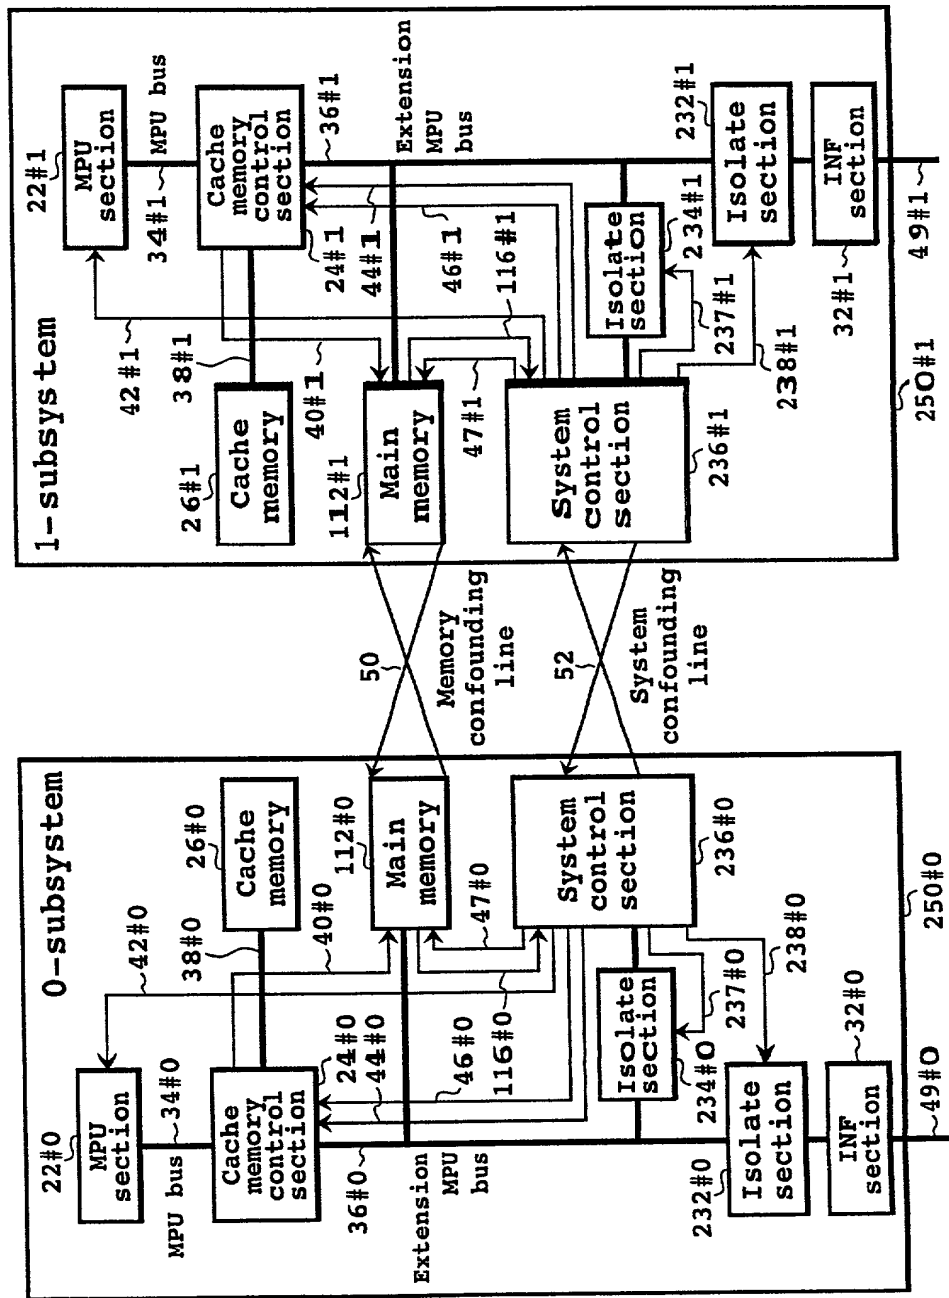 0-subsystem
22#0
MPU
section
42#0
MPU bus
34#0
38#0
26#0
Cache
memory
Cache
memory
control
section
24#0
44#0
40#0
112#0
Main
memory
36#0
Extension
MPU
bus
46#0
116#0
47#0
System
control
section
236#0
Isolate
section
234#0
237#0
238#0
232#0
Isolate
section
INF
section
32#0
49#0
250#0
50
Memory
confounding
line
52
System
confounding
line
1-subsystem
22#1
MPU
section
MPU bus
34#1
42#1
38#1
26#1
Cache
memory
Cache
memory
control
section
24#1
44#1
36#1
Extension
MPU
bus
40#1
112#1
Main
memory
46#1
116#1
47#1
System
control
section
236#1
Isolate
section
234#1
237#1
238#1
232#1
Isolate
section
INF
section
32#1
49#1
250#1